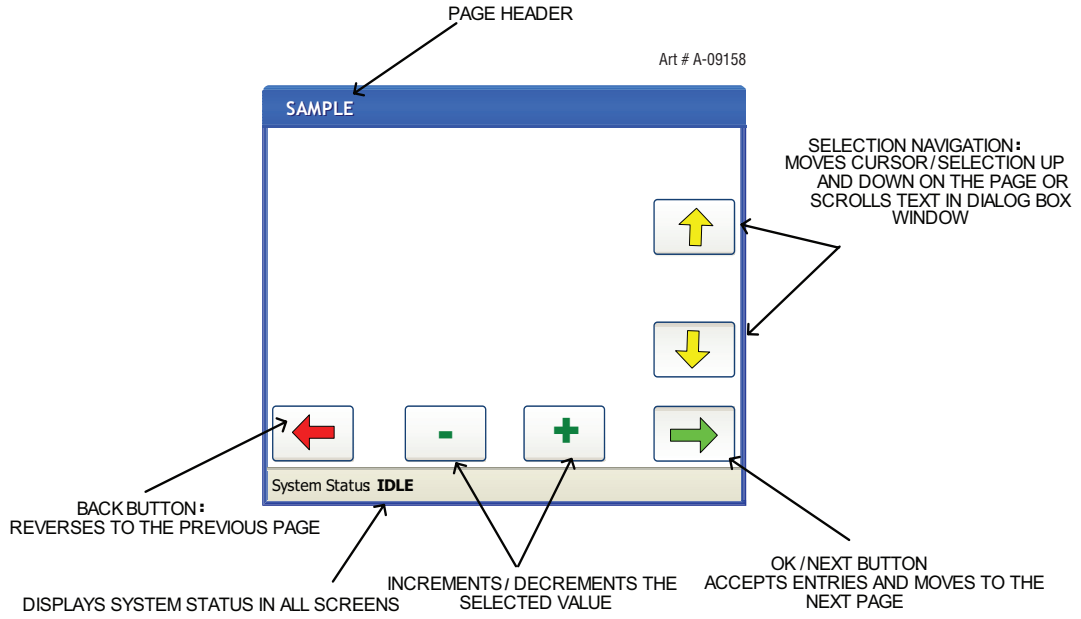 PAGE HEADER
Art # A-09158
SAMPLE
SELECTION NAVIGATION:
MOVES CURSOR/SELECTION UP
AND DOWN ON THE PAGE OR
SCROLLS TEXT IN DIALOG BOX
WINDOW
-
+
System Status IDLE
BACK BUTTON:
REVERSES TO THE PREVIOUS PAGE
DISPLAYS SYSTEM STATUS IN ALL SCREENS
INCREMENTS/ DECREMENTS THE
SELECTED VALUE
OK/NEXT BUTTON
ACCEPTS ENTRIES AND MOVES TO THE
NEXT PAGE